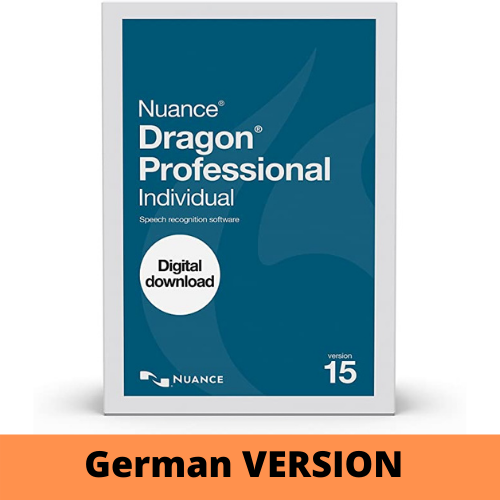 Nuance®
Dragon®
Professional
Individual
Speech recognition software
Digital
download
version
15
NUANCE
German VERSION